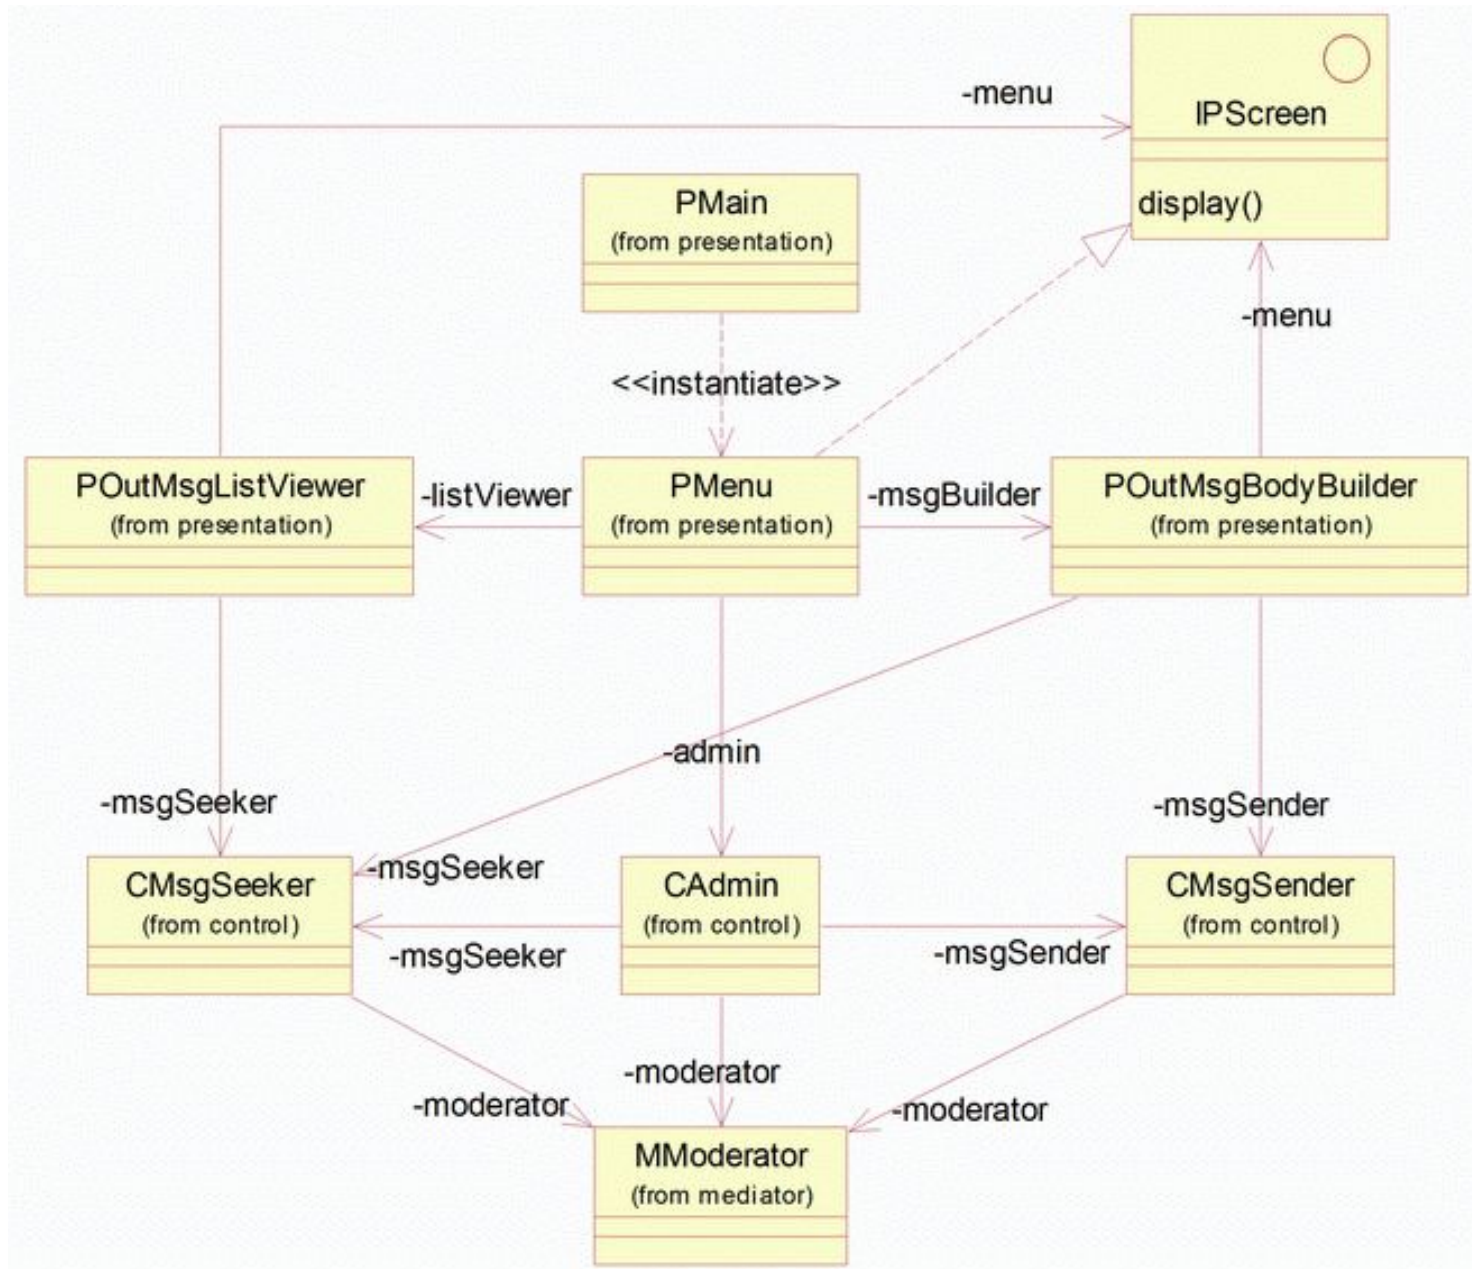 -menu
IPScreen
display()
PMain
(from presentation)
-menu
<<instantiate>>
POutMsgListViewer
(from presentation)
-listViewer
PMenu
(from presentation)
-msgBuilder
POutMsgBodyBuilder
(from presentation)
-admin
-msgSeeker
-msgSender
-msgSeeker
CMsgSeeker
(from control)
CAdmin
(from control)
CMsgSender
(from control)
-msgSeeker
-msgSender
-moderator
-moderator
-moderator
MModerator
(from mediator)